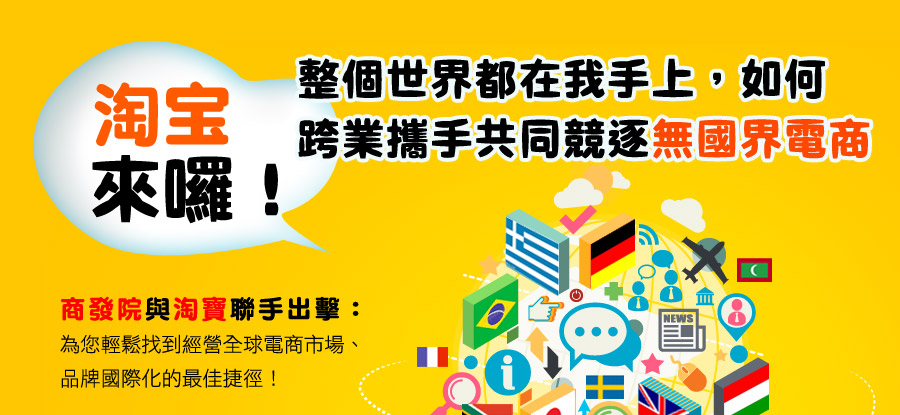 淘宝
來囉！
整個世界都在我手上，如何
跨業攜手共同競逐無國界電商
商發院與淘寶聯手出擊：
為您輕鬆找到經營全球電商市場、
品牌國際化的最佳捷徑！
NEWS
i